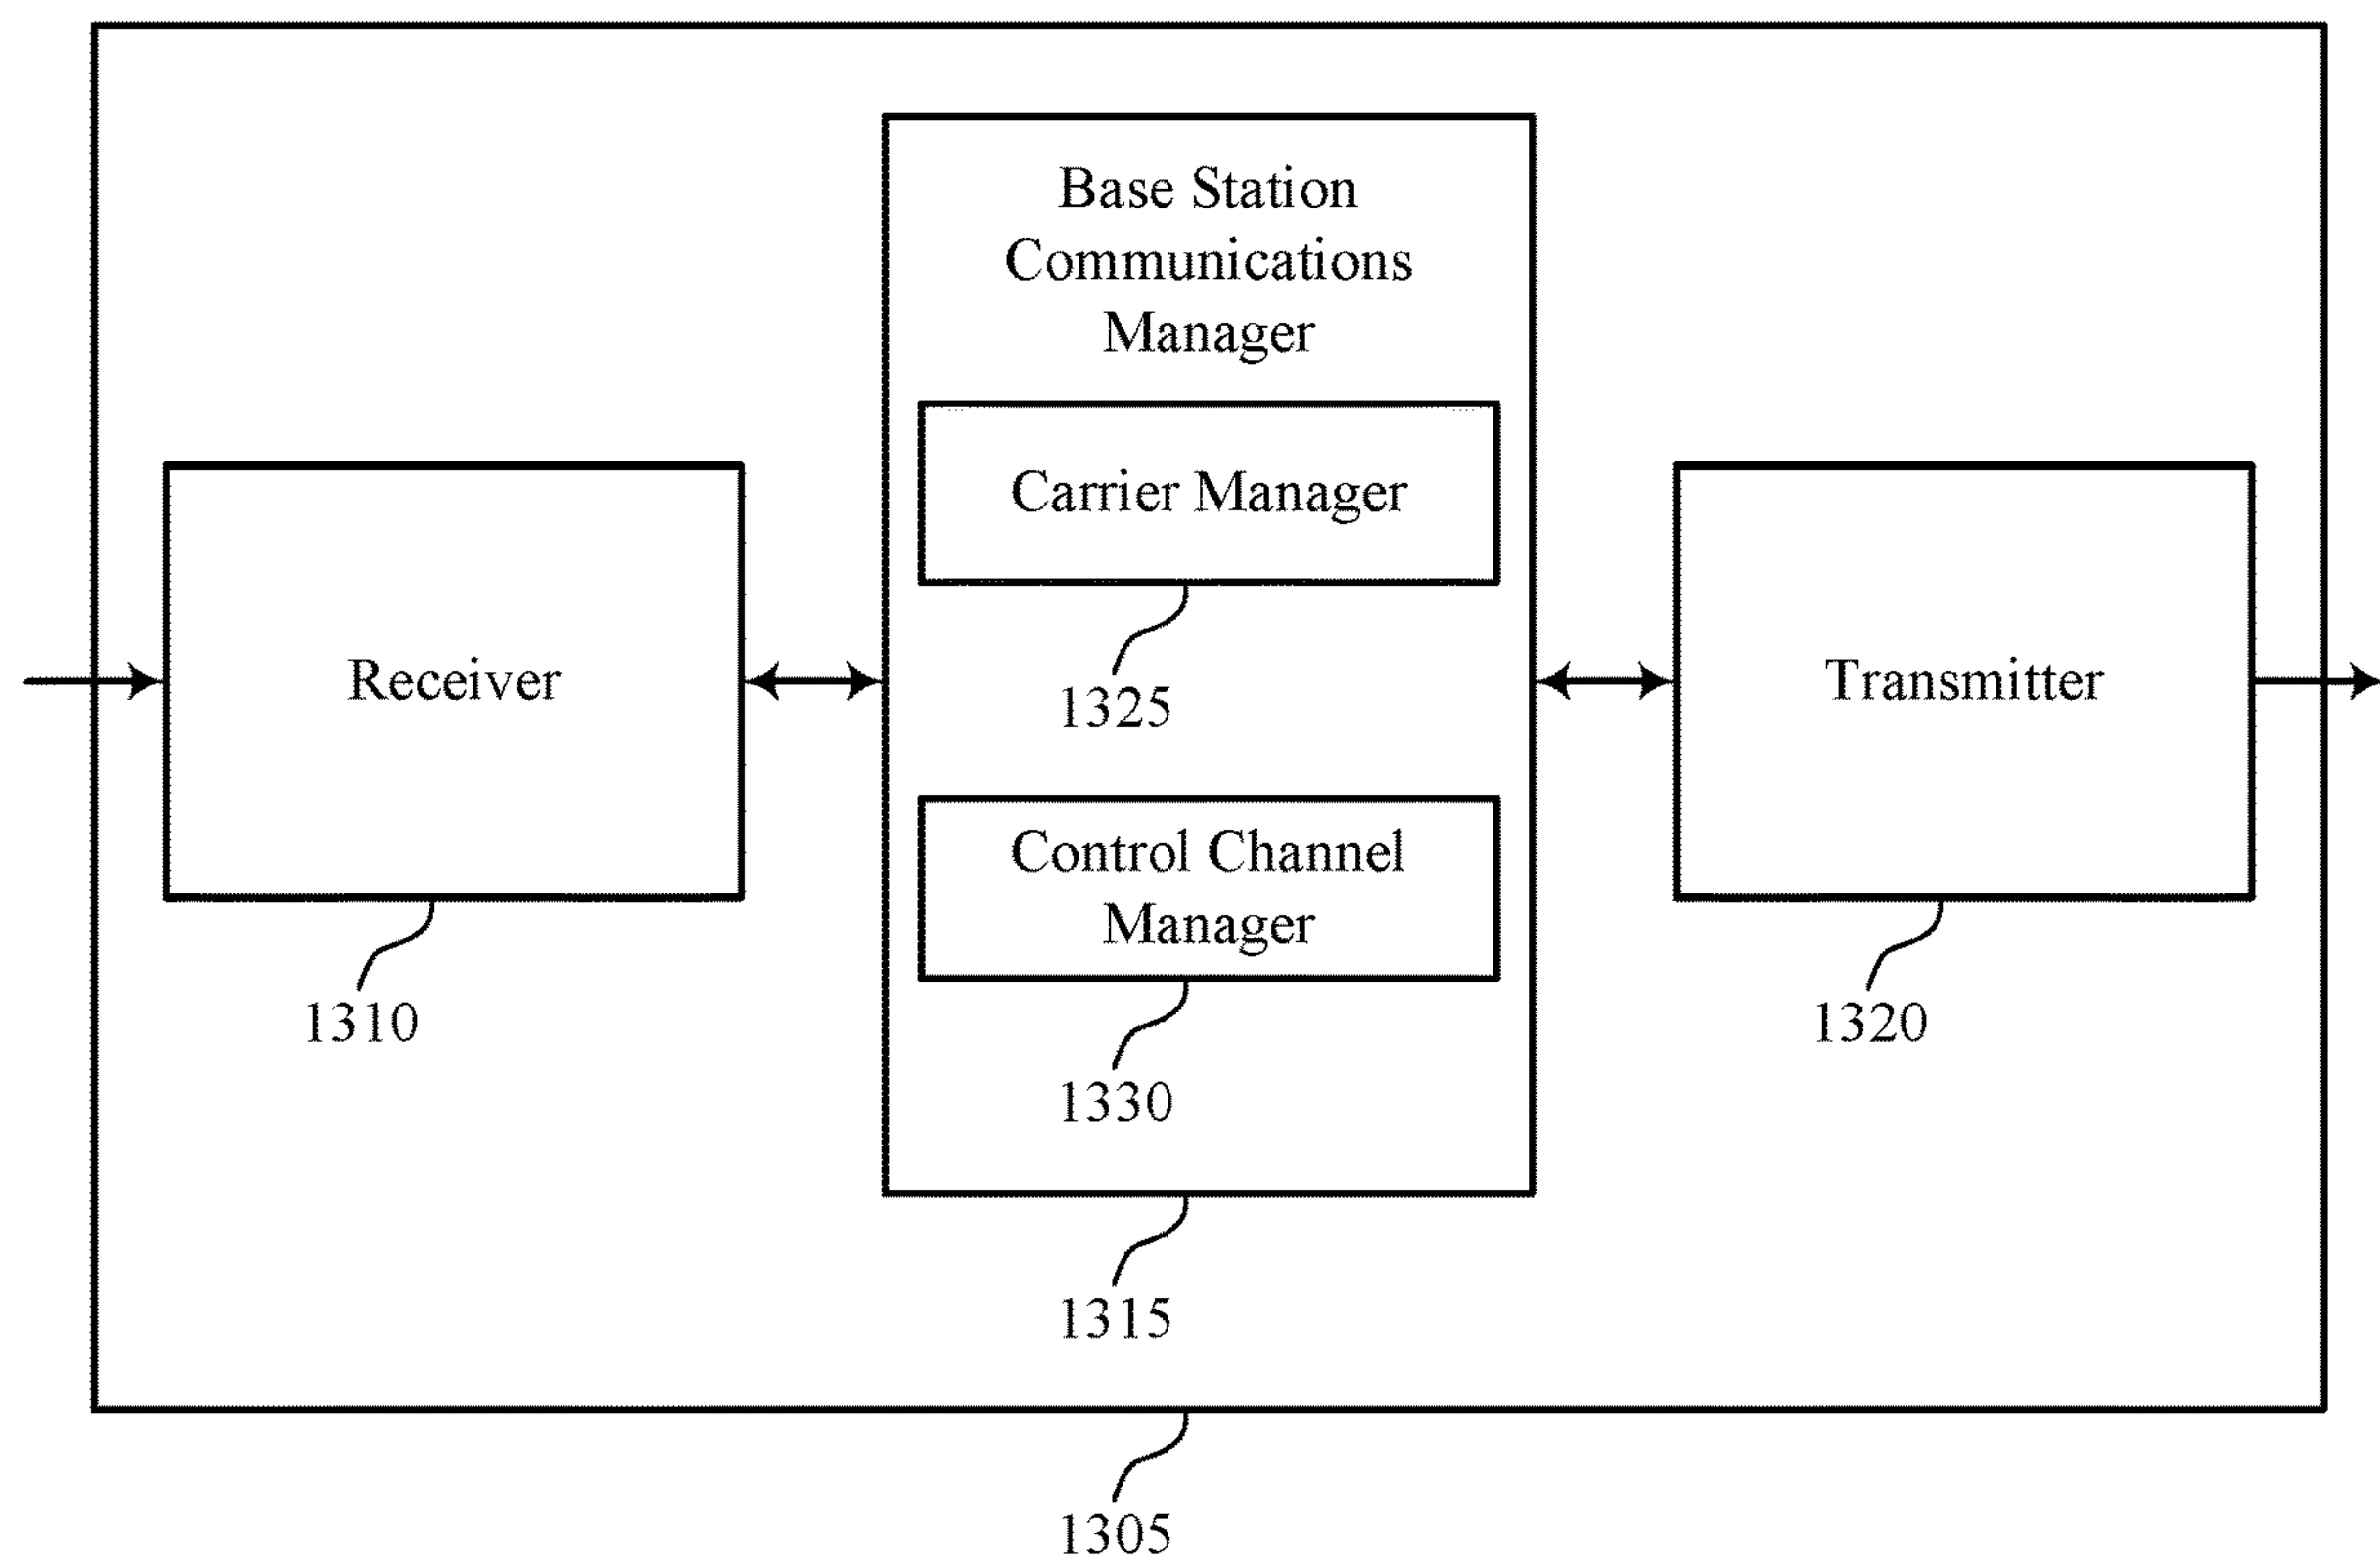 Base Station
Communications
Manager
Carrier Manager
1325
Receiver
1310
Control Channel
Manager
1330
Transmitter
1320
1315
1305